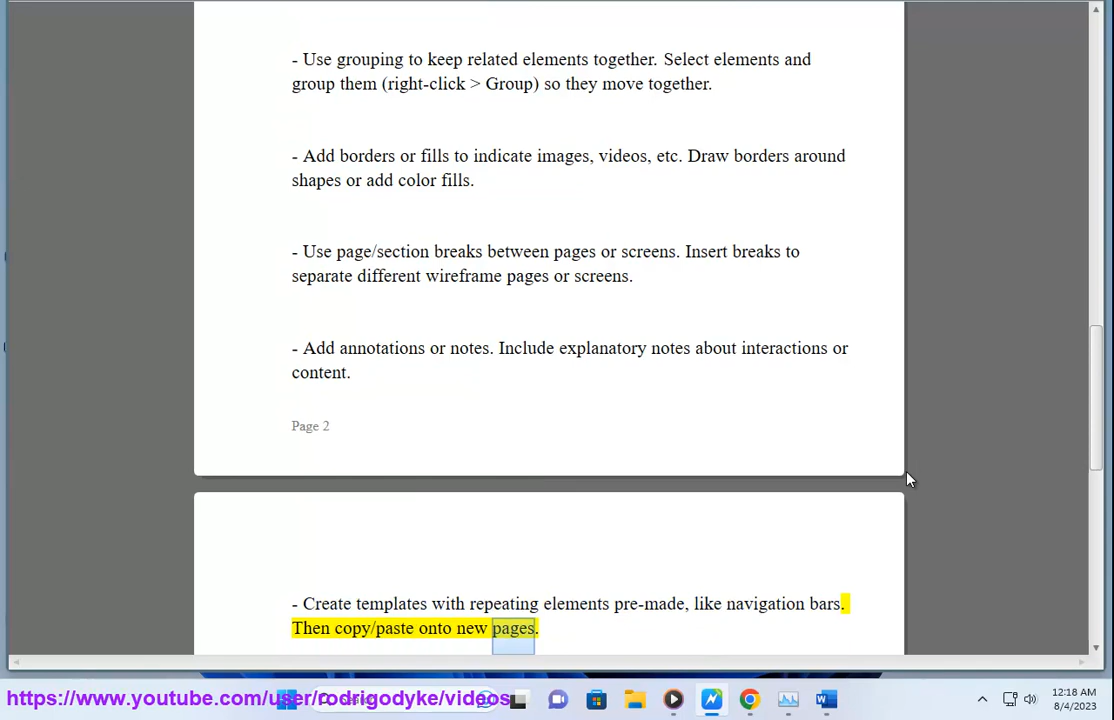 - Use grouping to keep related elements together. Select elements and
group them (right-click > Group) so they move together.
- Add borders or fills to indicate images, videos, etc. Draw borders around
shapes or add color fills.
- Use page/section breaks between pages or screens. Insert breaks to
separate different wireframe pages or screens.
- Add annotations or notes. Include explanatory notes about interactions or
content.
Page 2
- Create templates with repeating elements pre-made, like navigation bars.
Then copy/paste onto new pages.
https://www.youtube.com/user/rodrigodyke/videos
12:18 AM
8/4/2023